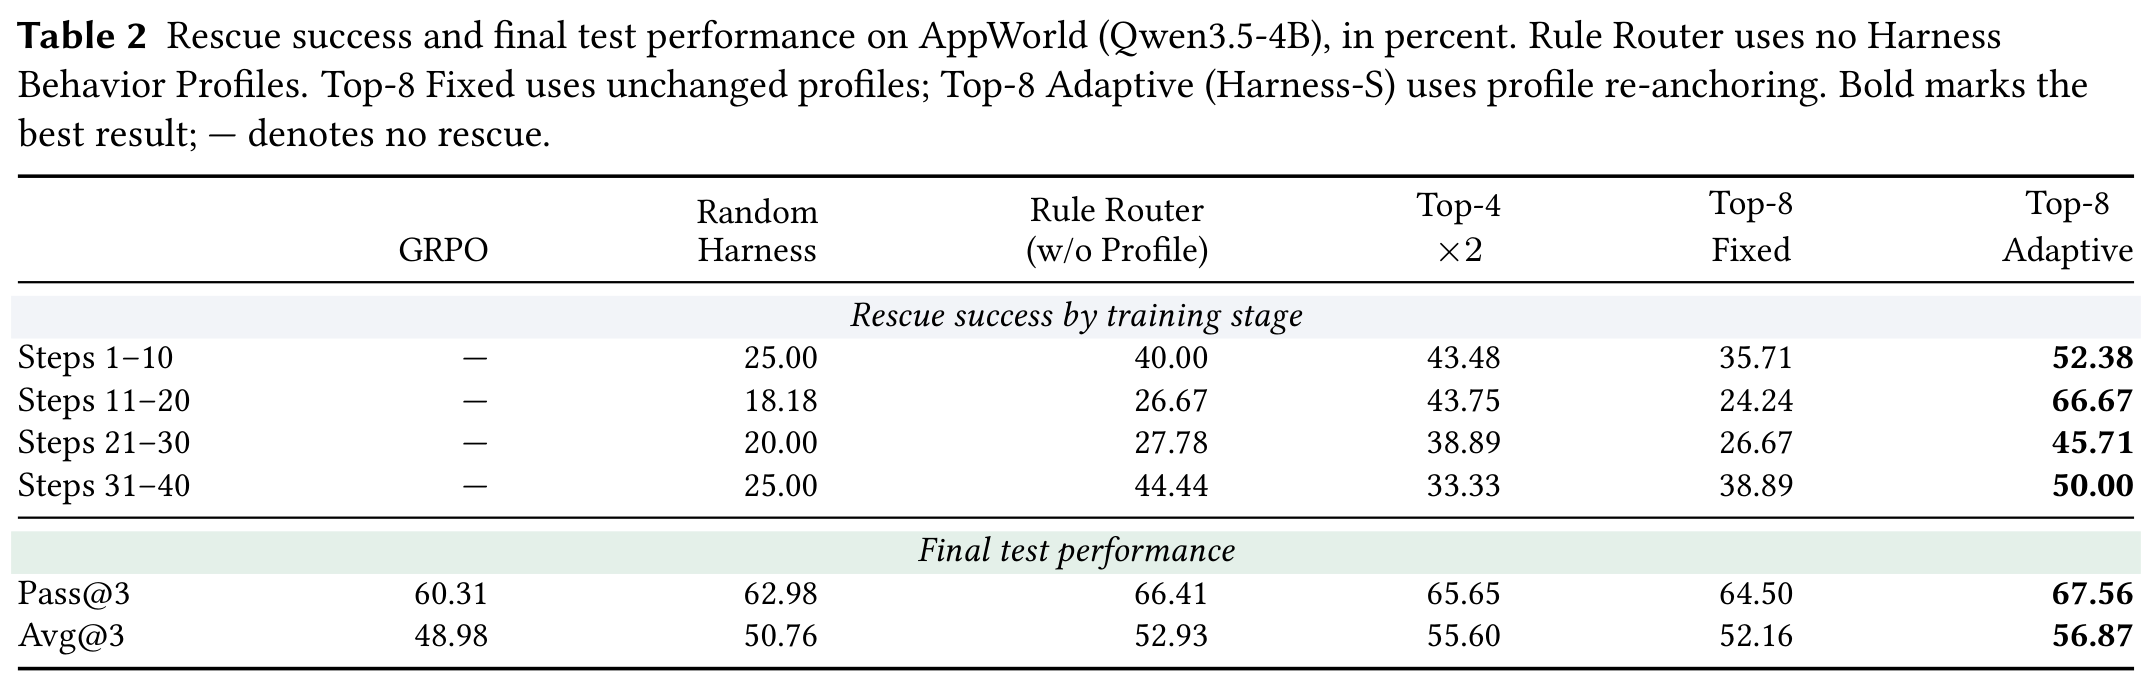 Table 2 Rescue success and final test performance on AppWorld (Qwen3.5-4B), in percent. Rule Router uses no Harness
Behavior Profiles. Top-8 Fixed uses unchanged profiles; Top-8 Adaptive (Harness-S) uses profile re-anchoring. Bold marks the
best result; — denotes no rescue.
GRPO Random Harness Rule Router (w/o Profile) Top-4 ×2 Top-8 Fixed Top-8 Adaptive
Rescue success by training stage
Steps 1–10 — 25.00 40.00 43.48 35.71 52.38
Steps 11–20 — 18.18 26.67 43.75 24.24 66.67
Steps 21–30 — 20.00 27.78 38.89 26.67 45.71
Steps 31–40 — 25.00 44.44 33.33 38.89 50.00
Final test performance
Pass@3 60.31 62.98 66.41 65.65 64.50 67.56
Avg@3 48.98 50.76 52.93 55.60 52.16 56.87